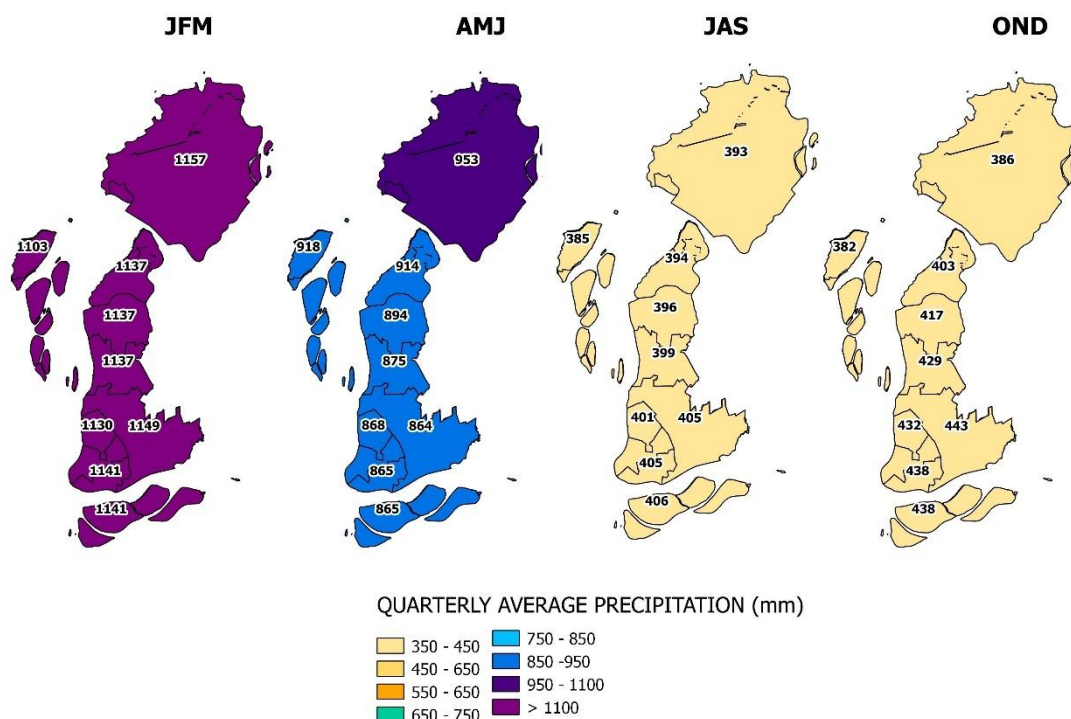 JFM AMJ JAS OND
1157 953 393 386
1103 918 385 382
1137 914 394 403
1137 894 396 417
1137 875 399 429
1130 1149 868 864 401 405 432 443
1141 865 405 438
1141 865 406 438
QUARTERLY AVERAGE PRECIPITATION (mm)
350 - 450 750 - 850
450 - 650 850 -950
550 - 650 950 - 1100
650 - 750 > 1100